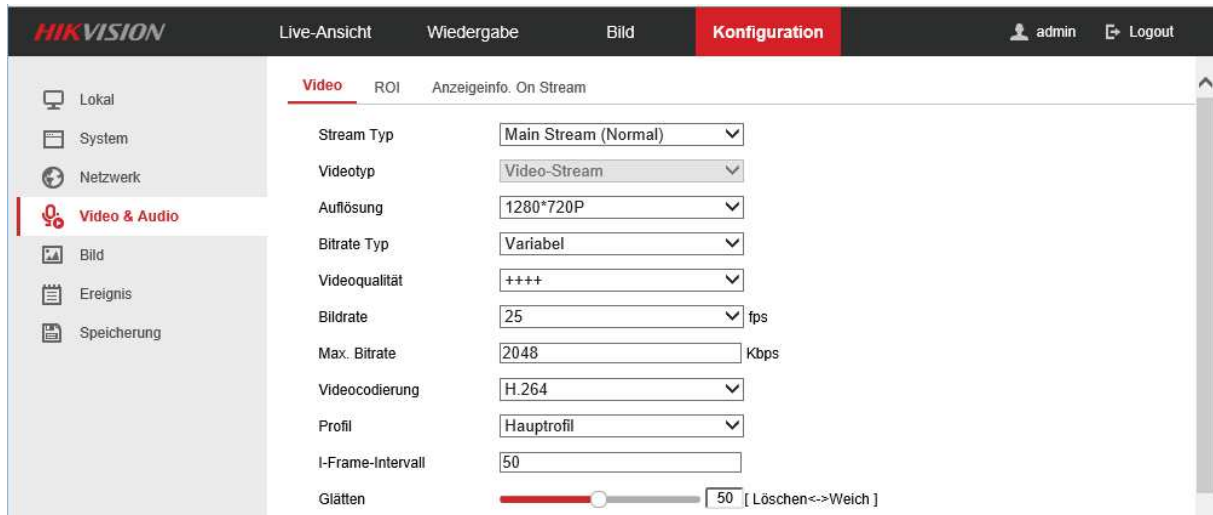 HIKVISION Live-Ansicht Wiedergabe Bild Konfiguration admin Logout
Lokal
System
Netzwerk
Video & Audio
Bild
Ereignis
Speicherung
Video ROI Anzeigeinfo. On Stream
Stream Typ Main Stream (Normal)
Videotyp Video-Stream
Auflösung 1280*720P
Bitrate Typ Variabel
Videoqualität ++++
Bildrate 25 fps
Max. Bitrate 2048 Kbps
Videocodierung H.264
Profil Hauptrofil
I-Frame-Intervall 50
Glätten 50 [ Löschen<->Weich ]